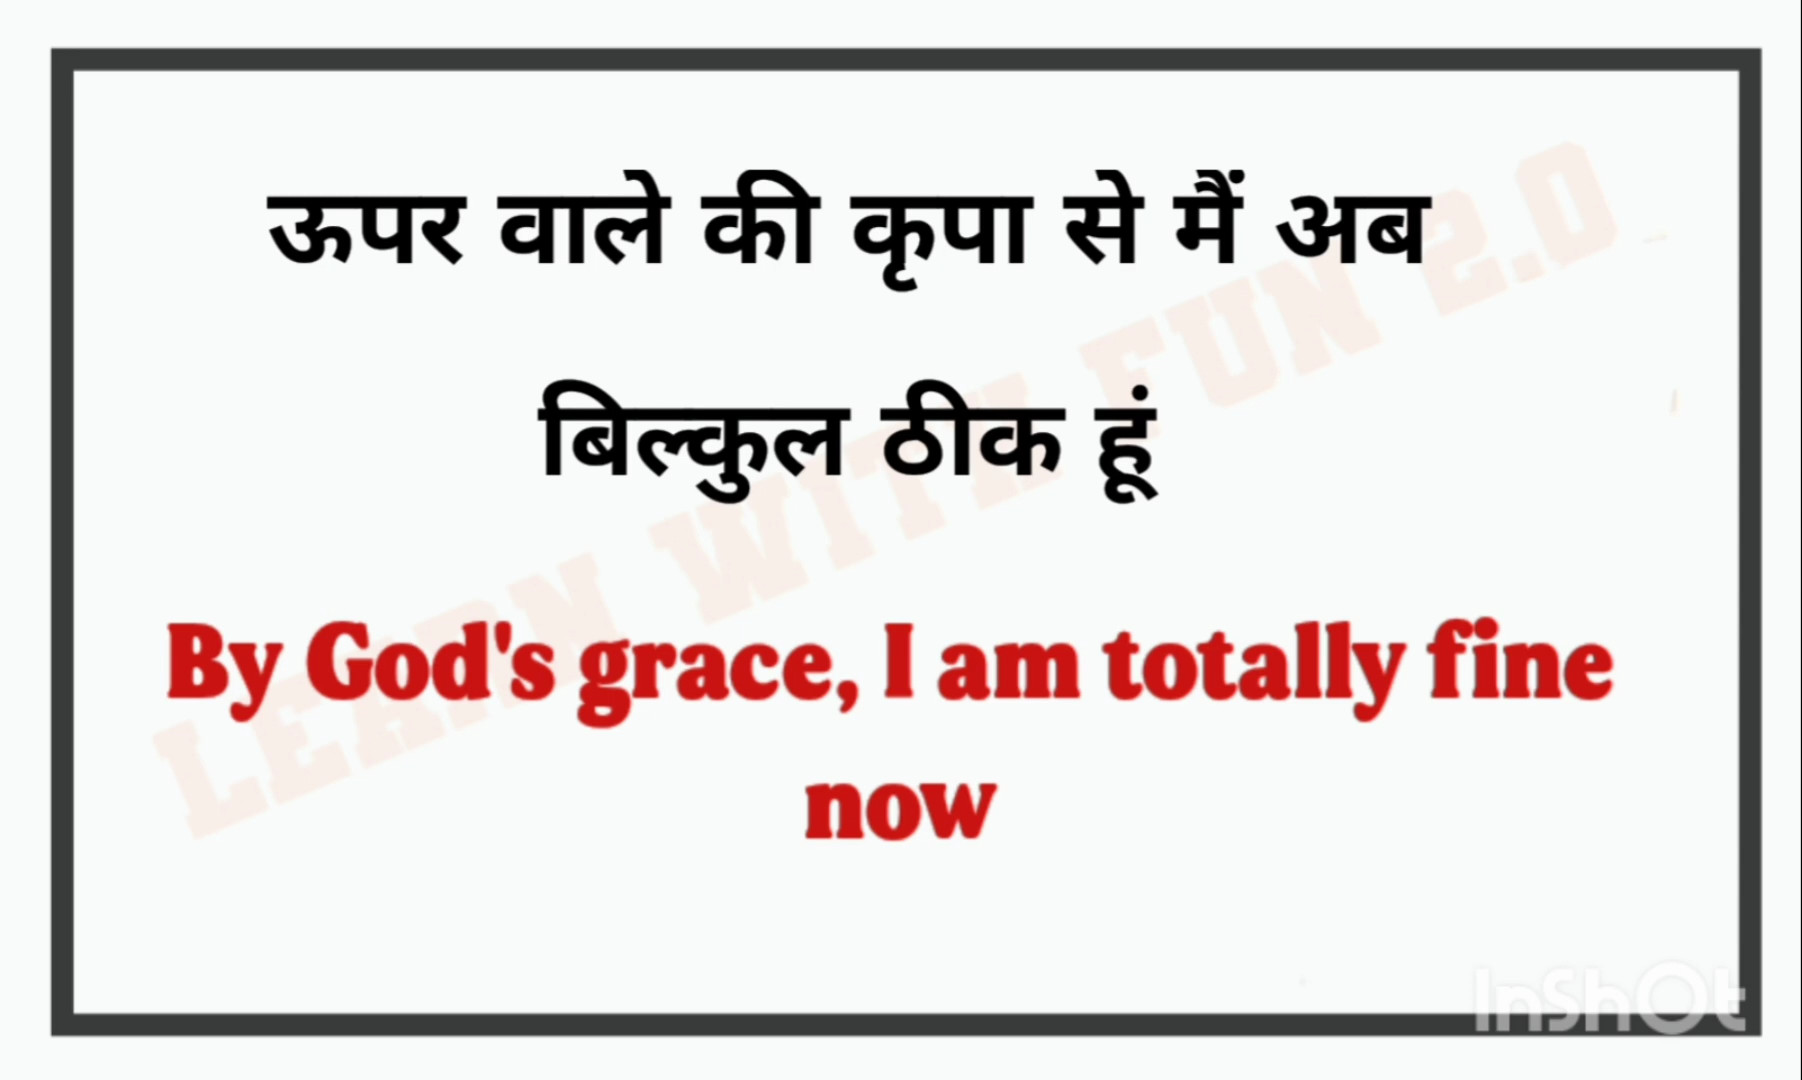 ऊपर वाले की कृपा से मैं अब
बिल्कुल ठीक हूं
By God's grace, I am totally fine
now
LEARN WITH FUN 2.0
InShOt